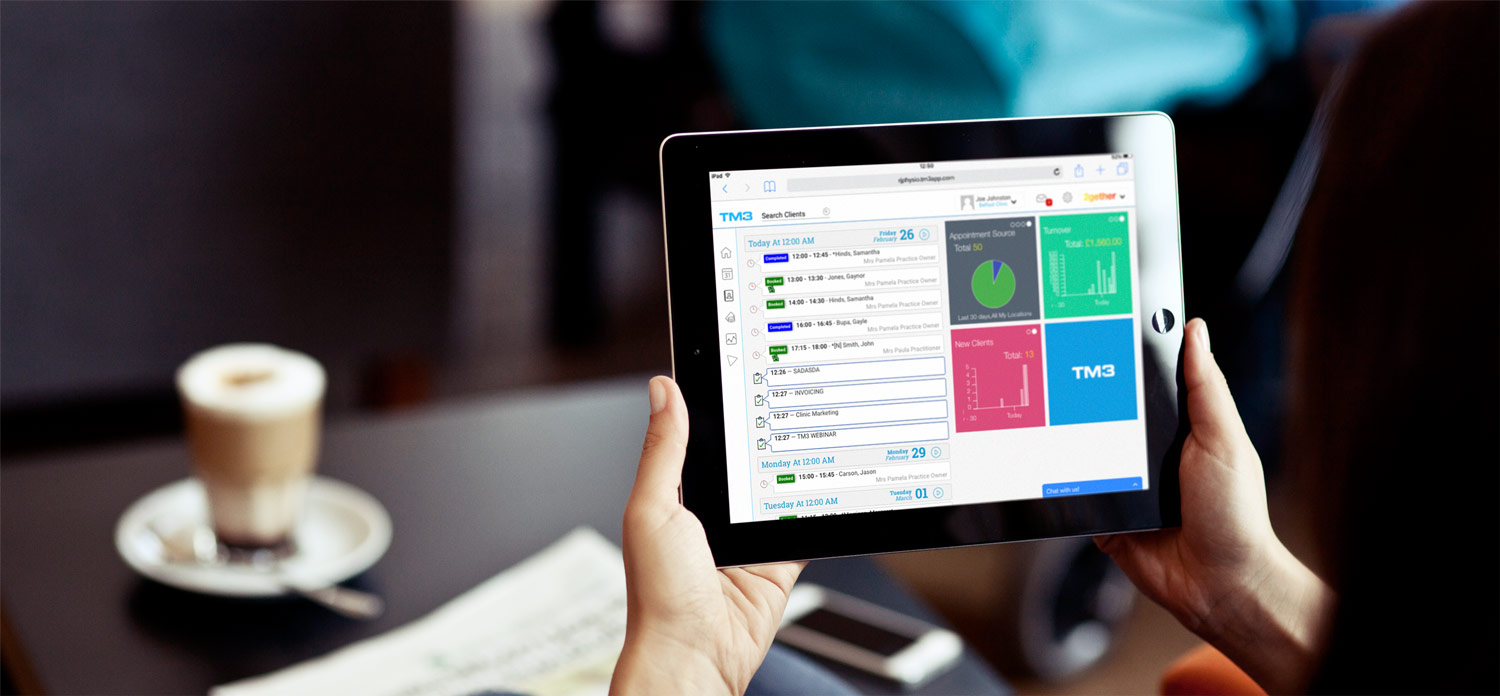 iPad
12:50
tjphysio.tm3app.com
TM3
Search Clients
Joe Johnston
Belfast Clinic
Today At 12:00 AM
Friday
February
26
Completed
12:00 - 12:45 - *Hinds, Samantha
Mrs Pamela Practice Owner
Booked
13:00 - 13:30 - Jones, Gaynor
Mrs Pamela Practice Owner
Booked
14:00 - 14:30 - Hinds, Samantha
Mrs Pamela Practice Owner
Completed
16:00 - 16:45 - Bupa, Gayle
Mrs Pamela Practice Owner
Booked
17:15 - 18:00 - *[N] Smith, John
Mrs Paula Practitioner
12:26 – SADASDA
12:27 – INVOICING
12:27 – Clinic Marketing
12:27 – TM3 WEBINAR
Monday At 12:00 AM
Monday
February
29
Booked
15:00 - 15:45 - Carson, Jason
Mrs Pamela Practice Owner
Tuesday At 12:00 AM
Tuesday
March
01
Appointment Source
Total 50
Last 30 days,All My Locations
Turnover
Total: £1,560.00
- 30
Today
New Clients
Total: 13
5
4
3
2
1
0
- 30
Today
TM3
Chat with us!